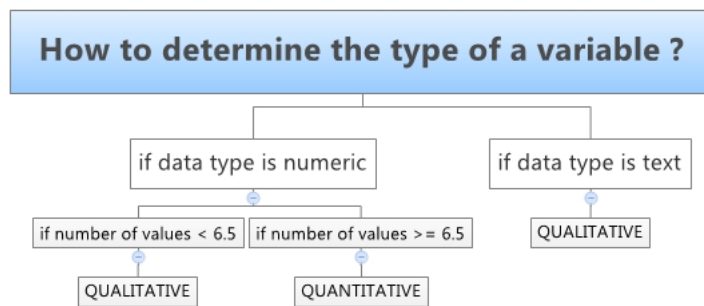 How to determine the type of a variable ?
if data type is numeric
if data type is text
if number of values < 6.5
if number of values >= 6.5
QUALITATIVE
QUALITATIVE
QUANTITATIVE